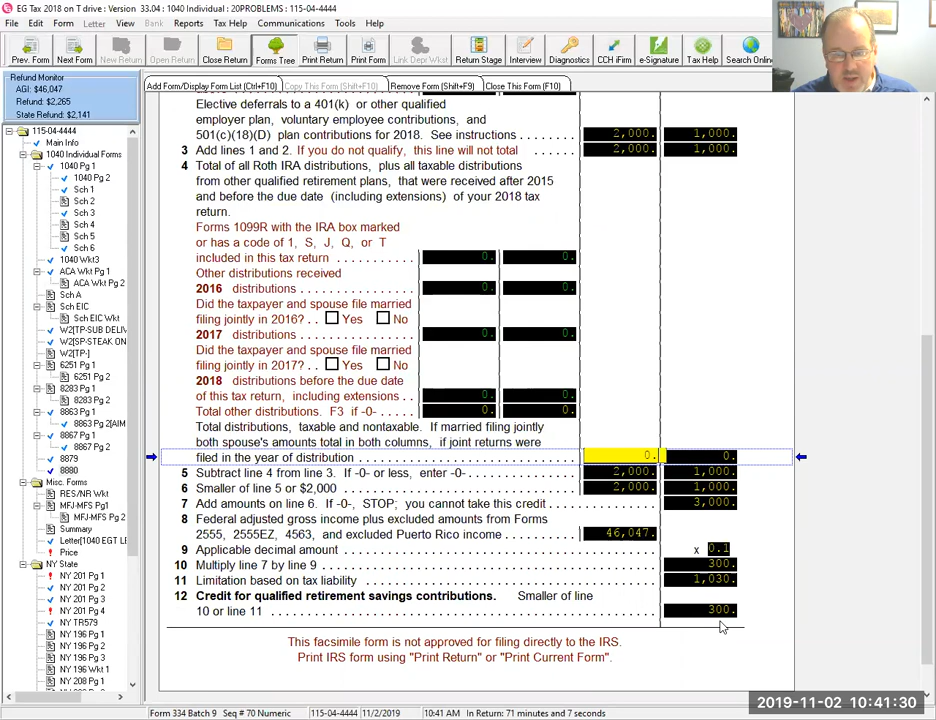 EG Tax 2018 on T drive: Version 33.04 : 1040 Individual : 20PROBLEMS : 115-04-4444
File Edit Form Letter View Bank Reports Tax Help Communications Tools Help
Prev. Form Next Form New Return Open Return Close Return Forms Tree Print Return Print Form Link Depr Wkst Return Stage Interview Diagnostics CCH iFirm e-Signature Tax Help Search Online
Refund Monitor
AGI: $46,047
Refund: $2,265
State Refund: $2,141
Add Form/Display Form List (Ctrl+F10) Copy This Form (Shift+F10) Remove Form (Shift+F9) Close This Form (F10)
115-04-4444
Main Info
1040 Individual Forms
1040 Pg 1
1040 Pg 2
Sch 1
Sch 2
Sch 3
Sch 4
Sch 5
Sch 6
1040 Wkt3
ACA Wkt Pg 1
ACA Wkt Pg 2
Sch A
Sch EIC
Sch EIC Wkt
W2[TP-SUB DELIV
W2[SP-STEAK ON
W2[TP-]
6251 Pg 1
6251 Pg 2
8283 Pg 1
8283 Pg 2
8863 Pg 1
8863 Pg 2[AIM
8867 Pg 1
8867 Pg 2
8879
8880
Misc. Forms
RES/NR Wkt
MFJ-MFS Pg1
MFJ-MFS Pg 2
Summary
Letter[1040 EGT LE
Price
NY State
NY 201 Pg 1
NY 201 Pg 2
NY 201 Pg 3
NY 201 Pg 4
NY TR579
NY 196 Pg 1
NY 196 Pg 2
NY 196 Pg 3
NY 196 Wkt 1
NY 208 Pg 1
Elective deferrals to a 401(k) or other qualified
employer plan, voluntary employee contributions, and
501(c)(18)(D) plan contributions for 2018. See instructions 2,000. 1,000.
3 Add lines 1 and 2. If you do not qualify, this line will not total 2,000. 1,000.
4 Total of all Roth IRA distributions, plus all taxable distributions
from other qualified retirement plans, that were received after 2015
and before the due date (including extensions) of your 2018 tax
return.
Forms 1099R with the IRA box marked
or has a code of 1, S, J, Q, or T
included in this tax return 0. 0.
Other distributions received
2016 distributions 0. 0.
Did the taxpayer and spouse file married
filing jointly in 2016? Yes No
2017 distributions 0. 0.
Did the taxpayer and spouse file married
filing jointly in 2017? Yes No
2018 distributions before the due date
of this tax return, including extensions 0. 0.
Total other distributions. F3 if -0- 0. 0.
Total distributions, taxable and nontaxable. If married filing jointly
both spouse's amounts total in both columns, if joint returns were
filed in the year of distribution 0. 0.
5 Subtract line 4 from line 3. If -0- or less, enter -0- 2,000. 1,000.
6 Smaller of line 5 or $2,000 2,000. 1,000.
7 Add amounts on line 6. If -0-, STOP; you cannot take this credit 3,000.
8 Federal adjusted gross income plus excluded amounts from Forms
2555, 2555EZ, 4563, and excluded Puerto Rico income 46,047.
9 Applicable decimal amount x 0.1
10 Multiply line 7 by line 9 300.
11 Limitation based on tax liability 1,030.
12 Credit for qualified retirement savings contributions. Smaller of line
10 or line 11 300.
This facsimile form is not approved for filing directly to the IRS.
Print IRS form using "Print Return" or "Print Current Form".
2019-11-02 10:41:30
Form 334 Batch 9 Seq # 70 Numeric 115-04-4444 11/2/2019 10:41 AM In Return: 71 minutes and 7 seconds